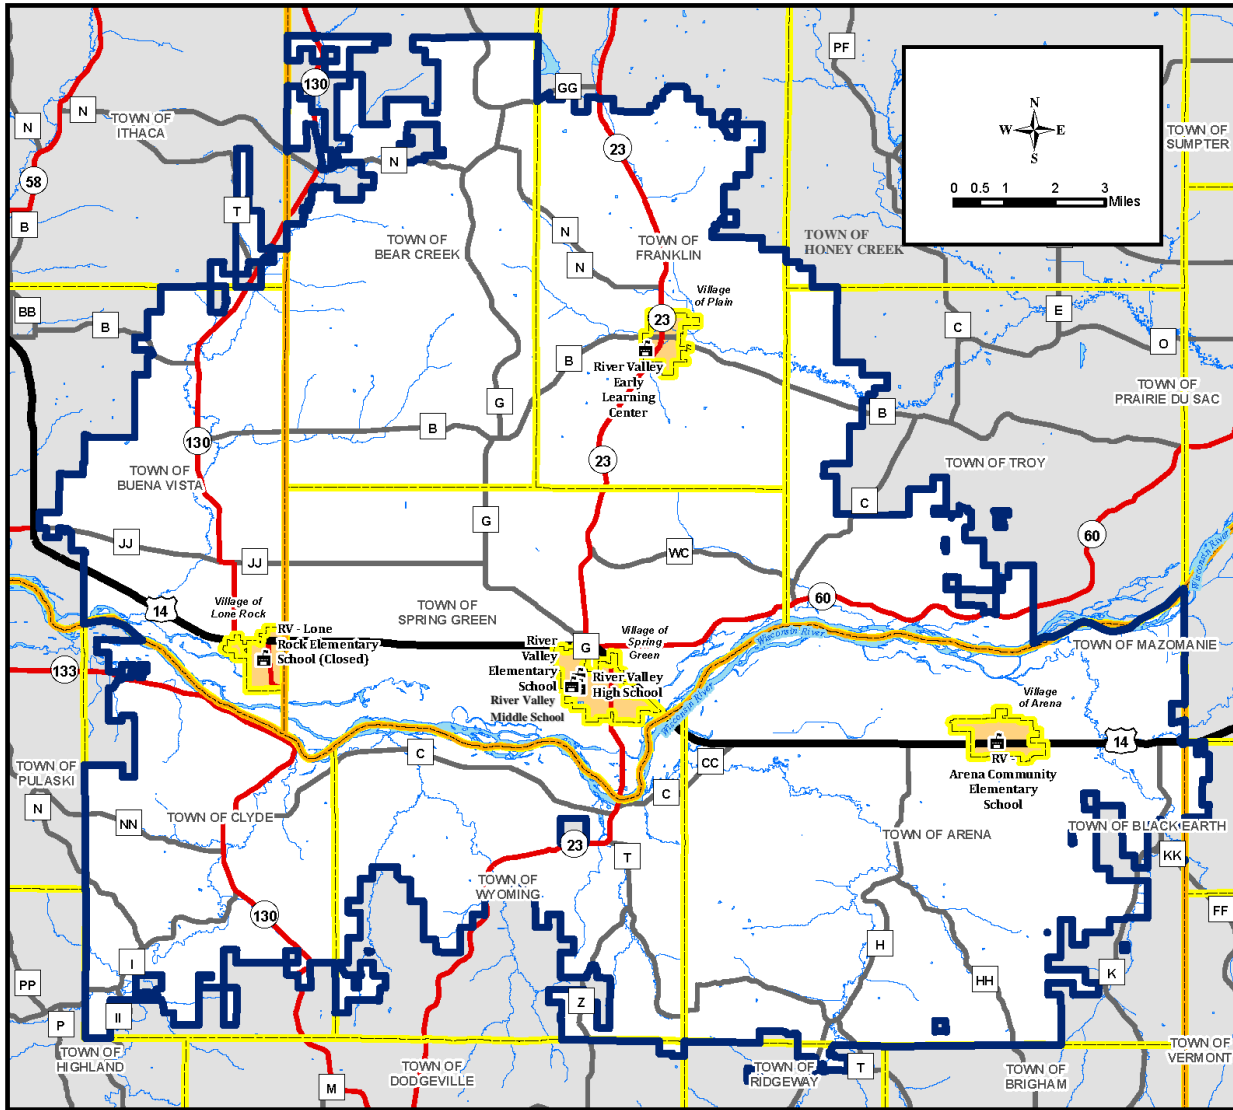 PF
130
GG
N
TOWN OF
ITHACA
N
N
W E
S
TOWN OF
SUMPTER
23
N
58
0 0.5 1 2 3
Miles
T
B
N
TOWN OF
BEAR CREEK
TOWN OF
FRANKLIN
TOWN OF
HONEY CREEK
N
Village
of Plain
BB
B
23
C
E
O
B
River Valley
Early
Learning
Center
TOWN OF
PRAIRIE DU SAC
G
B
B
130
23
TOWN OF
BUENA VISTA
TOWN OF TROY
C
G
60
JJ
JJ
WC
Wisconsin River
Village of
Lone Rock
14
TOWN OF
SPRING GREEN
60
RV - Lone
Rock Elementary
School (Closed)
River
Valley
Elementary
School
G
Village of
Spring
Green
Wisconsin River
TOWN OF MAZOMANIE
133
River Valley
High School
River Valley
Middle School
Wisconsin River
Village
of Arena
14
C
CC
RV -
Arena Community
Elementary
School
TOWN OF
PULASKI
N
NN
TOWN OF CLYDE
C
23
T
TOWN OF ARENA
TOWN OF BLACK EARTH
KK
TOWN OF
WYOMING
130
FF
H
I
PP
HH
K
Z
II
P
TOWN OF
HIGHLAND
TOWN OF
DODGEVILLE
M
TOWN OF
RIDGEWAY
T
TOWN OF
BRIGHAM
TOWN OF
VERMONT